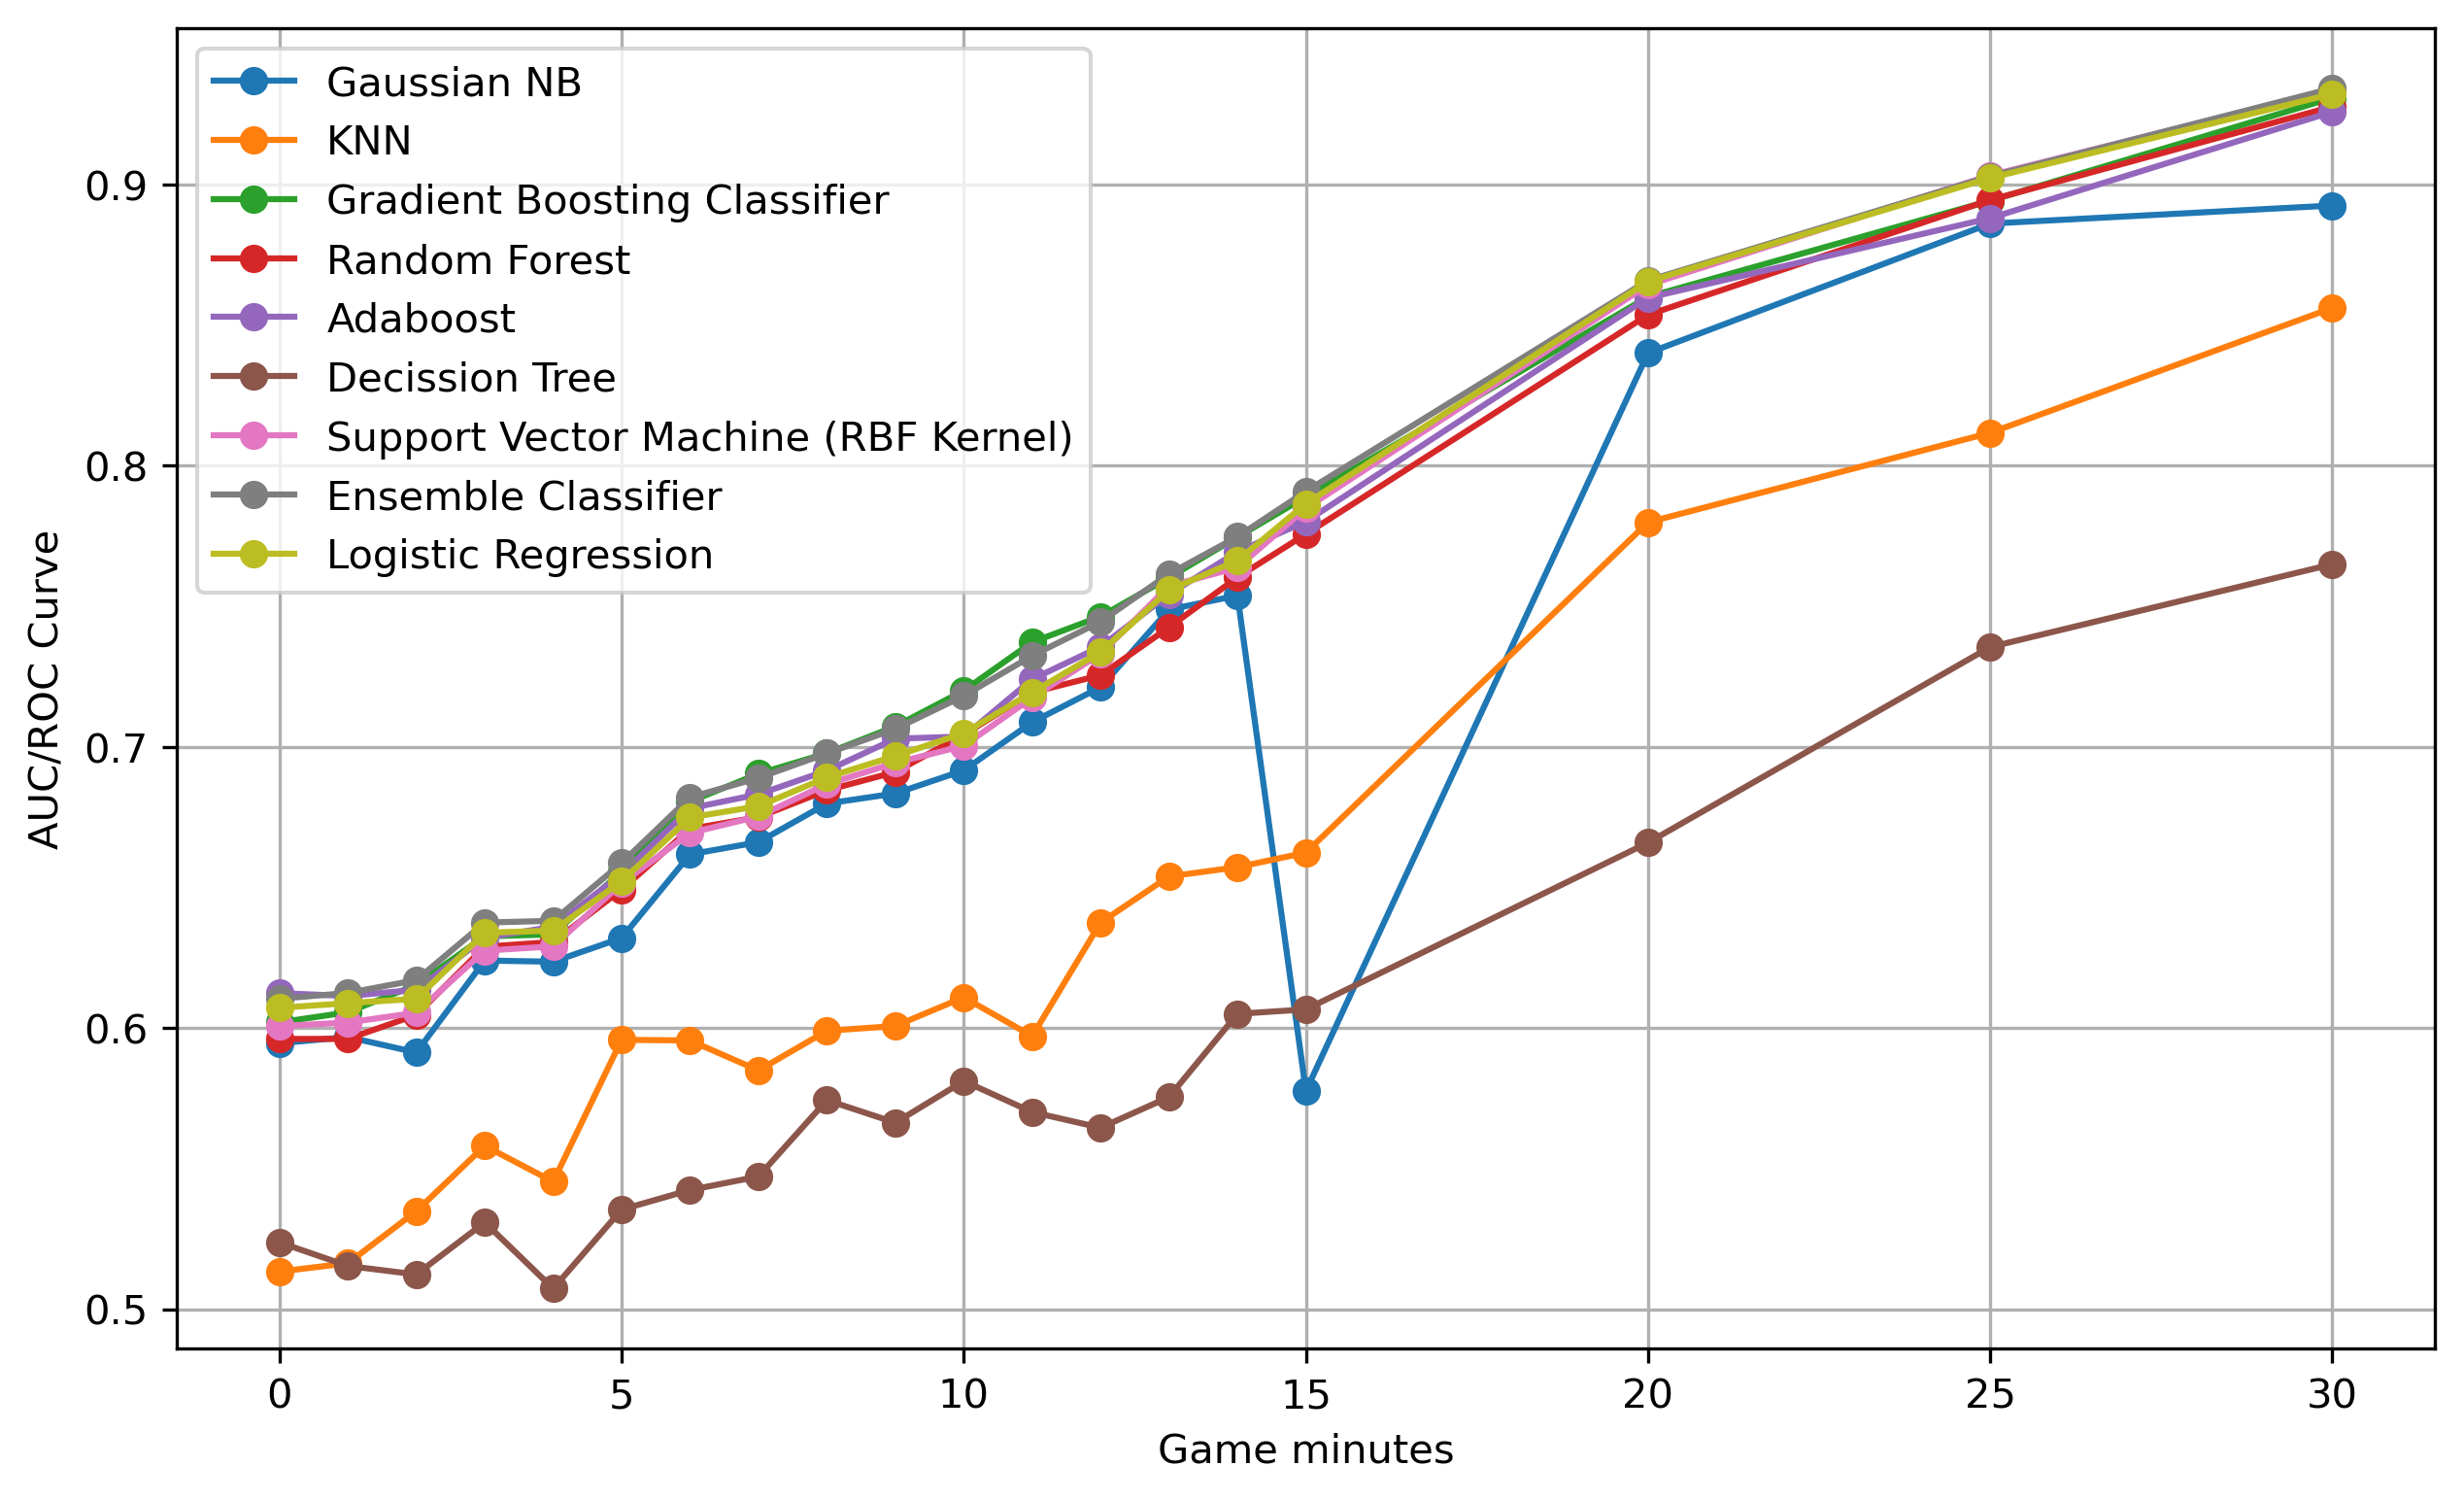 Gaussian NB
KNN
Gradient Boosting Classifier
Random Forest
Adaboost
Decission Tree
Support Vector Machine (RBF Kernel)
Ensemble Classifier
Logistic Regression
AUC/ROC Curve
0.9
0.8
0.7
0.6
0.5
0 5 10 15 20 25 30
Game minutes